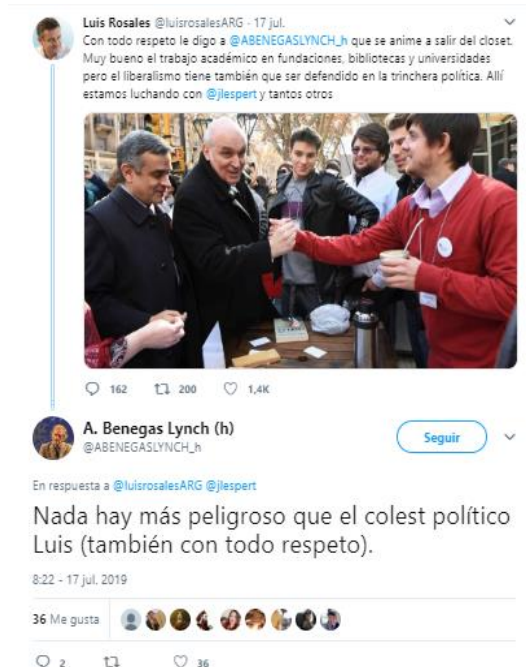 Luis Rosales @luisrosalesARG · 17 jul.
Con todo respeto le digo a @ABENEGASLYNCH_h que se anime a salir del closet.
Muy bueno el trabajo académico en fundaciones, bibliotecas y universidades
pero el liberalismo tiene también que ser defendido en la trinchera política. Allí
estamos luchando con @jlespert y tantos otros
162 200 1,4K
A. Benegas Lynch (h)
@ABENEGASLYNCH_h
Seguir
En respuesta a @luisrosalesARG @jlespert
Nada hay más peligroso que el colest político
Luis (también con todo respeto).
8:22 - 17 jul. 2019
36 Me gusta
2 36